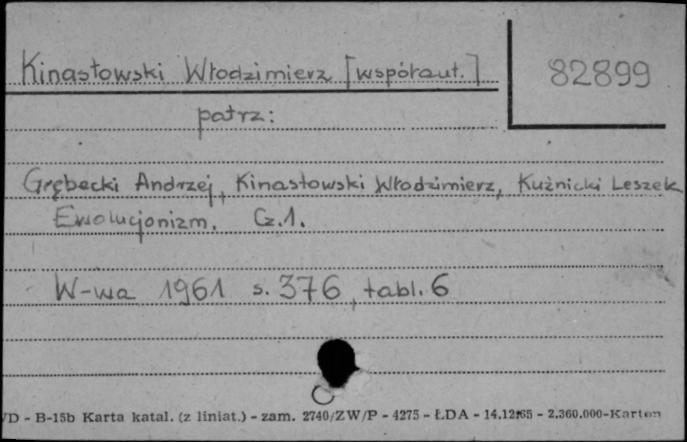 Kinastowski Włodzimierz [współaut.]
82899
patrz:
Grębecki Andrzej, Kinastowski Włodzimierz, Kuźnicki Leszek
Ewolucjonizm. Cz.1.
W-wa 1961 s. 376, tabl. 6
D - B-15b Karta katal. (z liniat.) - zam. 2740/ZW/P - 4275 - ŁDA - 14.12.65 - 2.360.000-Karton